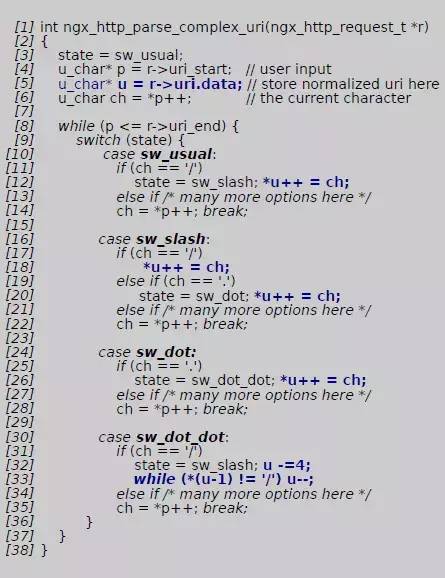 [1] int ngx_http_parse_complex_uri(ngx_http_request_t *r)
[2] {
[3] state = sw_usual;
[4] u_char* p = r->uri_start; // user input
[5] u_char* u = r->uri.data; // store normalized uri here
[6] u_char ch = *p++; // the current character
[7]
[8] while (p <= r->uri_end) {
[9] switch (state) {
[10] case sw_usual:
[11] if (ch == '/')
[12] state = sw_slash; *u++ = ch;
[13] else if /* many more options here */
[14] ch = *p++; break;
[15]
[16] case sw_slash:
[17] if (ch == '/')
[18] *u++ = ch;
[19] else if (ch == '.')
[20] state = sw_dot; *u++ = ch;
[21] else if /* many more options here */
[22] ch = *p++; break;
[23]
[24] case sw_dot:
[25] if (ch == '.')
[26] state = sw_dot_dot; *u++ = ch;
[27] else if /* many more options here */
[28] ch = *p++; break;
[29]
[30] case sw_dot_dot:
[31] if (ch == '/')
[32] state = sw_slash; u -=4;
[33] while (*(u-1) != '/') u--;
[34] else if /* many more options here */
[35] ch = *p++; break;
[36] }
[37] }
[38] }